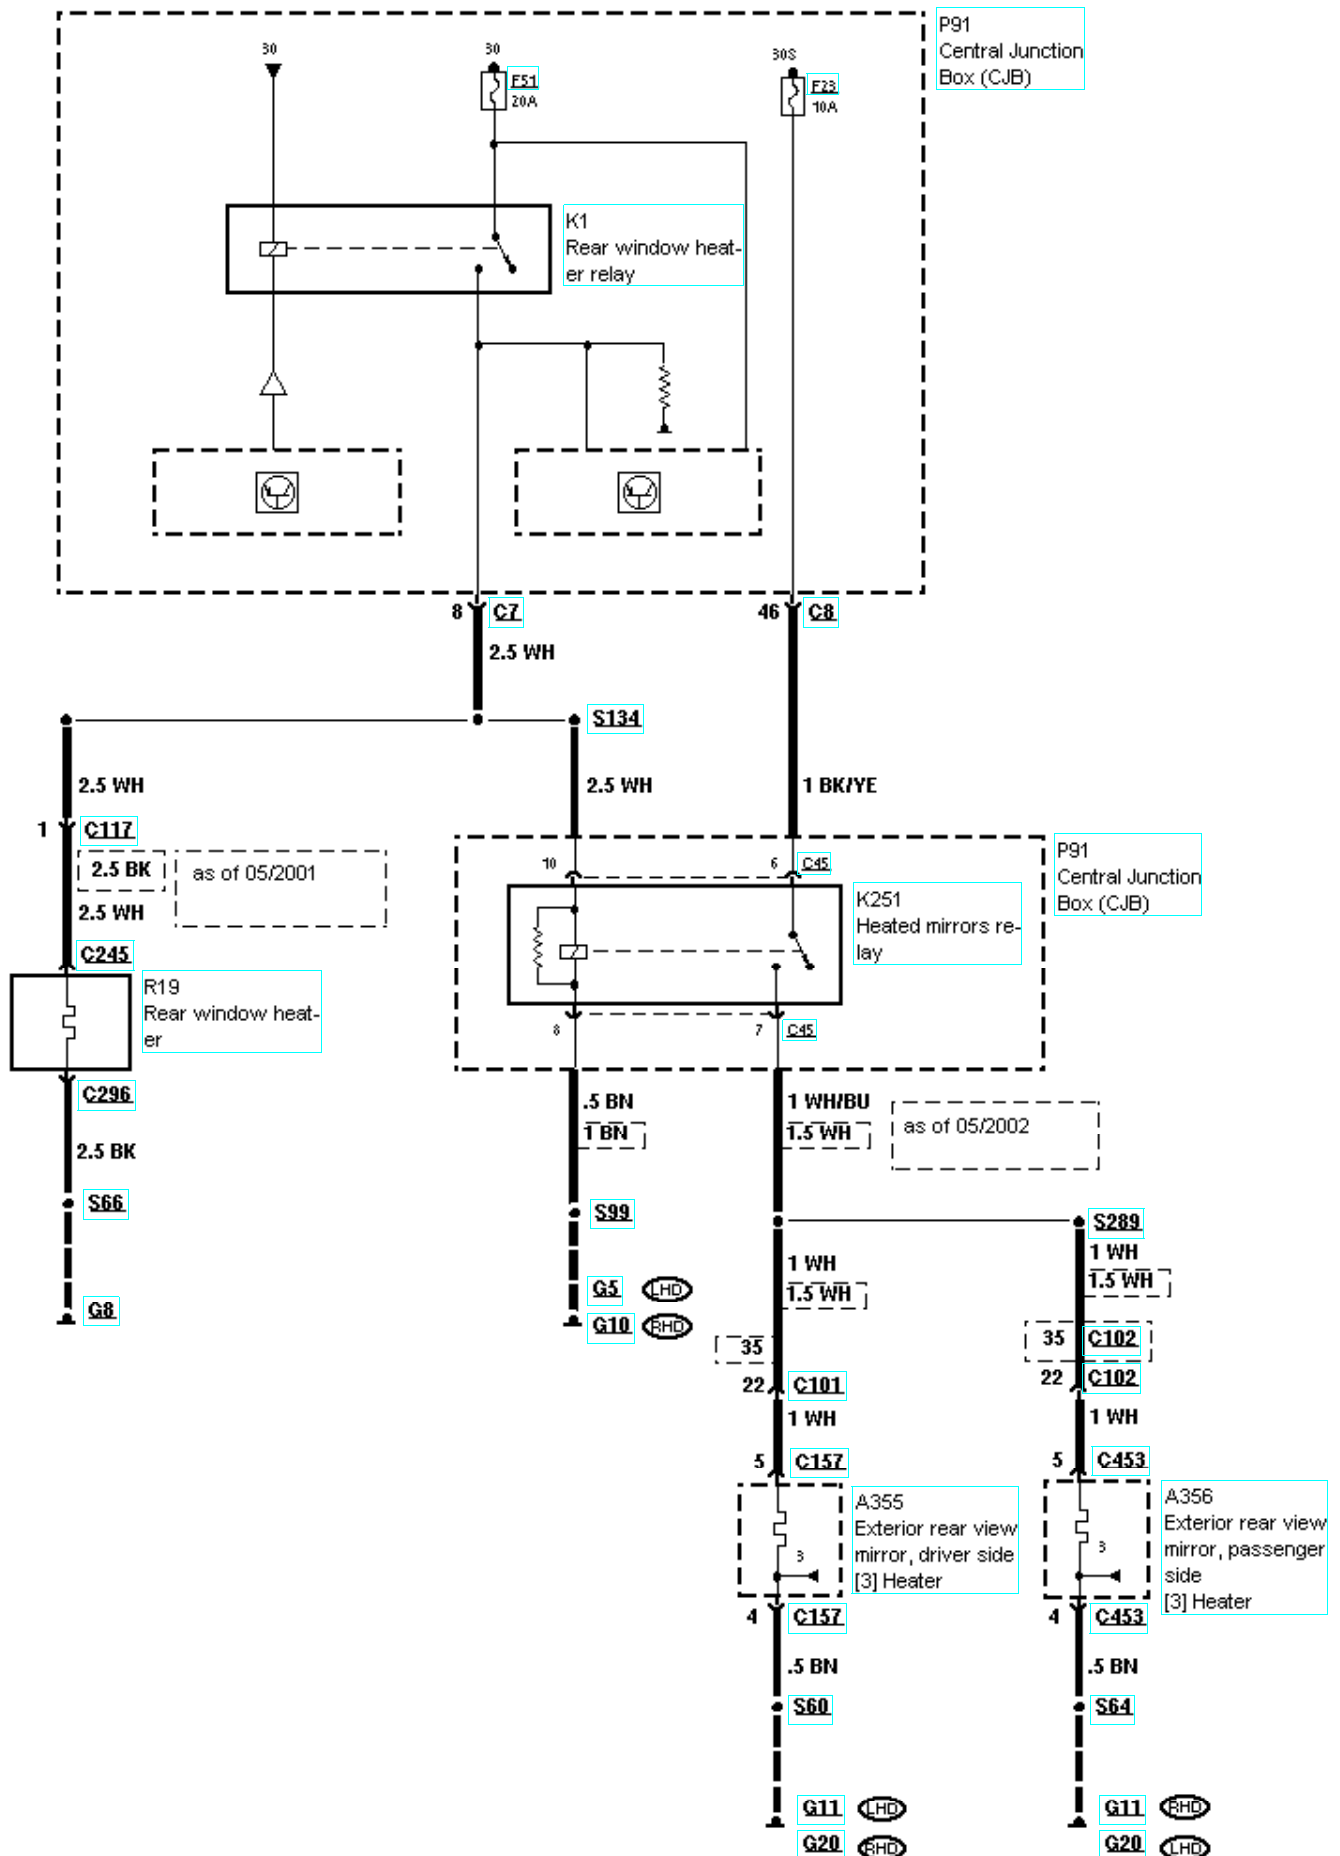 P91
Central Junction
Box (CJB)
30
30
30S
F51
20A
F23
10A
K1
Rear window heat-
er relay
8 C7
46 C8
2.5 WH
S134
2.5 WH
2.5 WH
1 BK/YE
1 C117
2.5 BK
as of 05/2001
2.5 WH
C245
R19
Rear window heat-
er
C296
2.5 BK
S66
G8
P91
Central Junction
Box (CJB)
10
6 C45
K251
Heated mirrors re-
lay
8
7 C45
.5 BN
1 BN
1 WH/BU
1.5 WH
as of 05/2002
S99
G5 LHD
G10 RHD
S289
1 WH
1.5 WH
1 WH
1.5 WH
35
35 C102
22 C101
22 C102
1 WH
1 WH
5 C157
5 C453
A355
Exterior rear view
mirror, driver side
[3] Heater
3
A356
Exterior rear view
mirror, passenger
side
[3] Heater
3
4 C157
4 C453
.5 BN
.5 BN
S60
S64
G11 LHD
G20 RHD
G11 RHD
G20 LHD